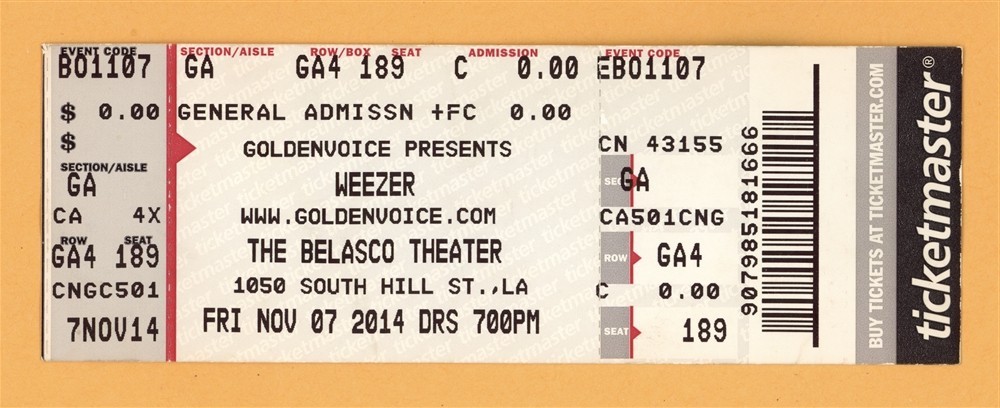 EVENT CODE SECTION/AISLE ROW/BOX SEAT ADMISSION EVENT CODE
BO1107 GA GA4 189 C 0.00 EBO1107
$ 0.00 GENERAL ADMISSN +FC 0.00
$ GOLDENVOICE PRESENTS CN 43155
SECTION/AISLE
GA WEEZER SEC GA
CA 4X WWW.GOLDENVOICE.COM CA501CNG
ROW SEAT
GA4 189 THE BELASCO THEATER ROW GA4
CNGC501 1050 SOUTH HILL ST.,LA C 0.00
7NOV14 FRI NOV 07 2014 DRS 700PM SEAT 189
907985181666
BUY TICKETS AT TICKETMASTER.COM
ticketmaster®